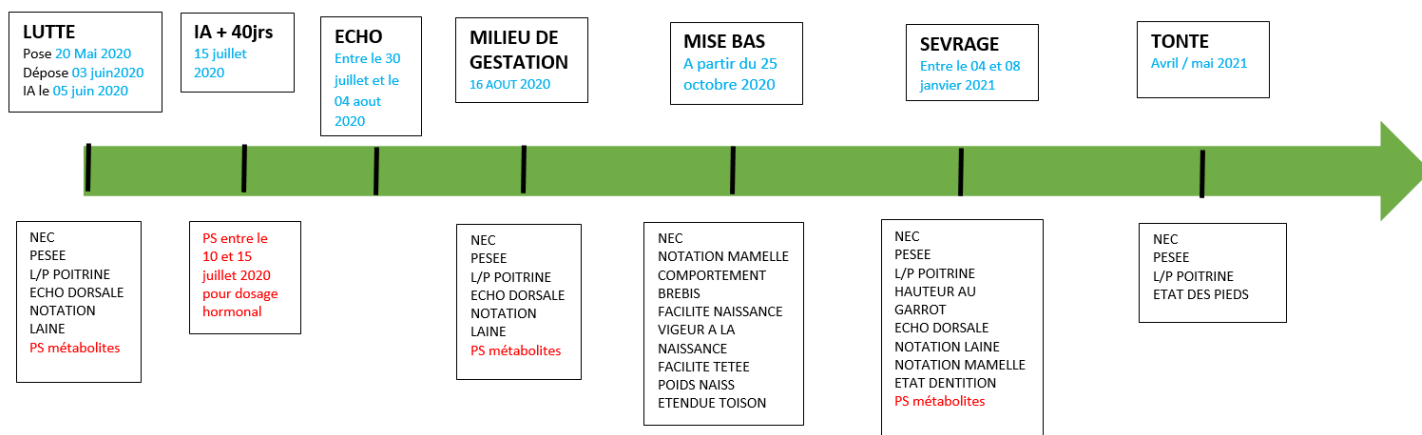 LUTTE
Pose 20 Mai 2020
Dépose 03 juin2020
IA le 05 juin 2020
IA + 40jrs
15 juillet
2020
ECHO
Entre le 30
juillet et le
04 aout
2020
MILIEU DE
GESTATION
16 AOUT 2020
MISE BAS
A partir du 25
octobre 2020
SEVRAGE
Entre le 04 et 08
janvier 2021
TONTE
Avril / mai 2021
NEC
PESEE
L/P POITRINE
ECHO DORSALE
NOTATION
LAINE
PS métabolites
PS entre le
10 et 15
juillet 2020
pour dosage
hormonal
NEC
PESEE
L/P POITRINE
ECHO DORSALE
NOTATION
LAINE
PS métabolites
NEC
NOTATION MAMELLE
COMPORTEMENT
BREBIS
FACILITE NAISSANCE
VIGEUR A LA
NAISSANCE
FACILITE TETEE
POIDS NAISS
ETENDUE TOISON
NEC
PESEE
L/P POITRINE
HAUTEUR AU
GARROT
ECHO DORSALE
NOTATION LAINE
NOTATION MAMELLE
ETAT DENTITION
PS métabolites
NEC
PESEE
L/P POITRINE
ETAT DES PIEDS